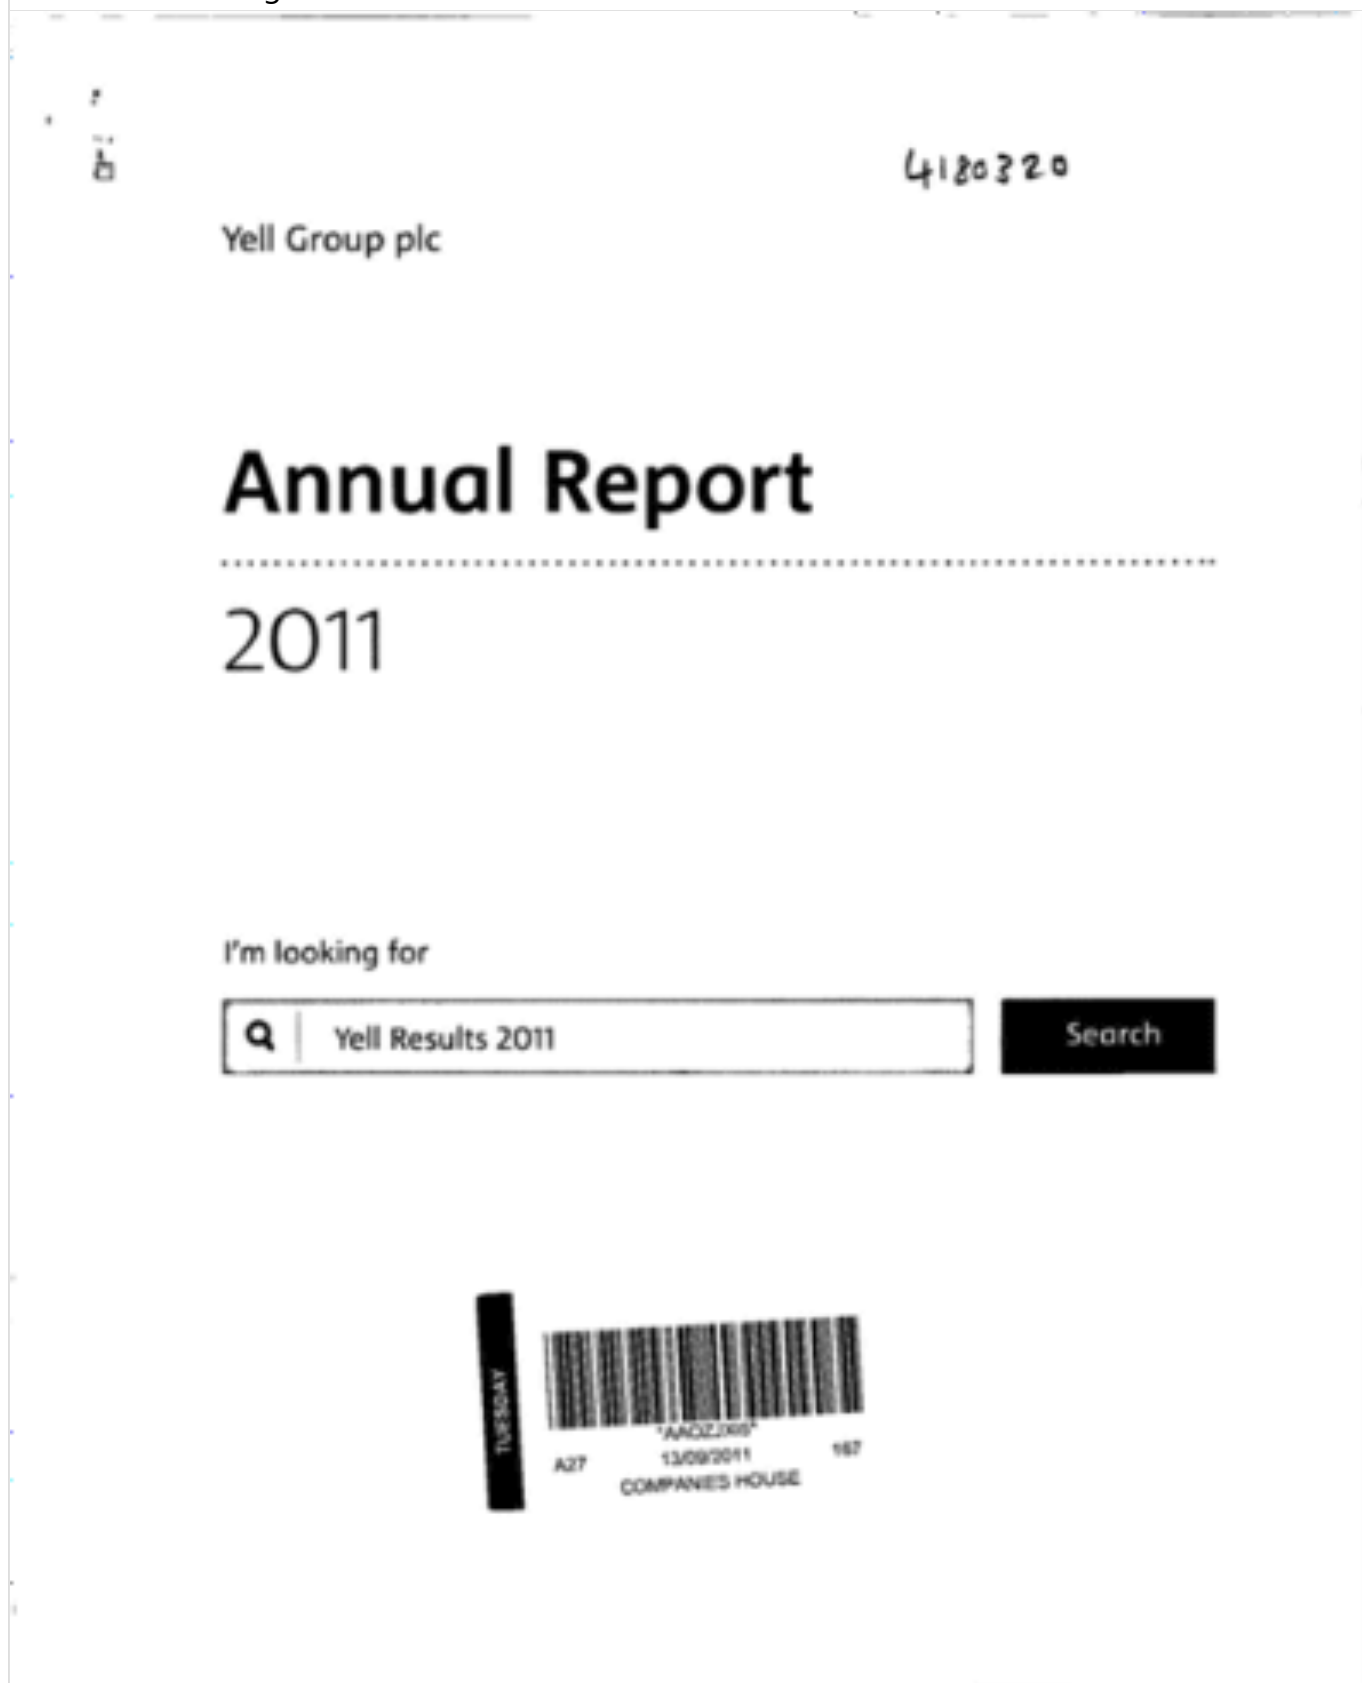 4180320
Yell Group plc
Annual Report
2011
I'm looking for
Yell Results 2011
Search
TUESDAY
A27
13/09/2011
167
COMPANIES HOUSE